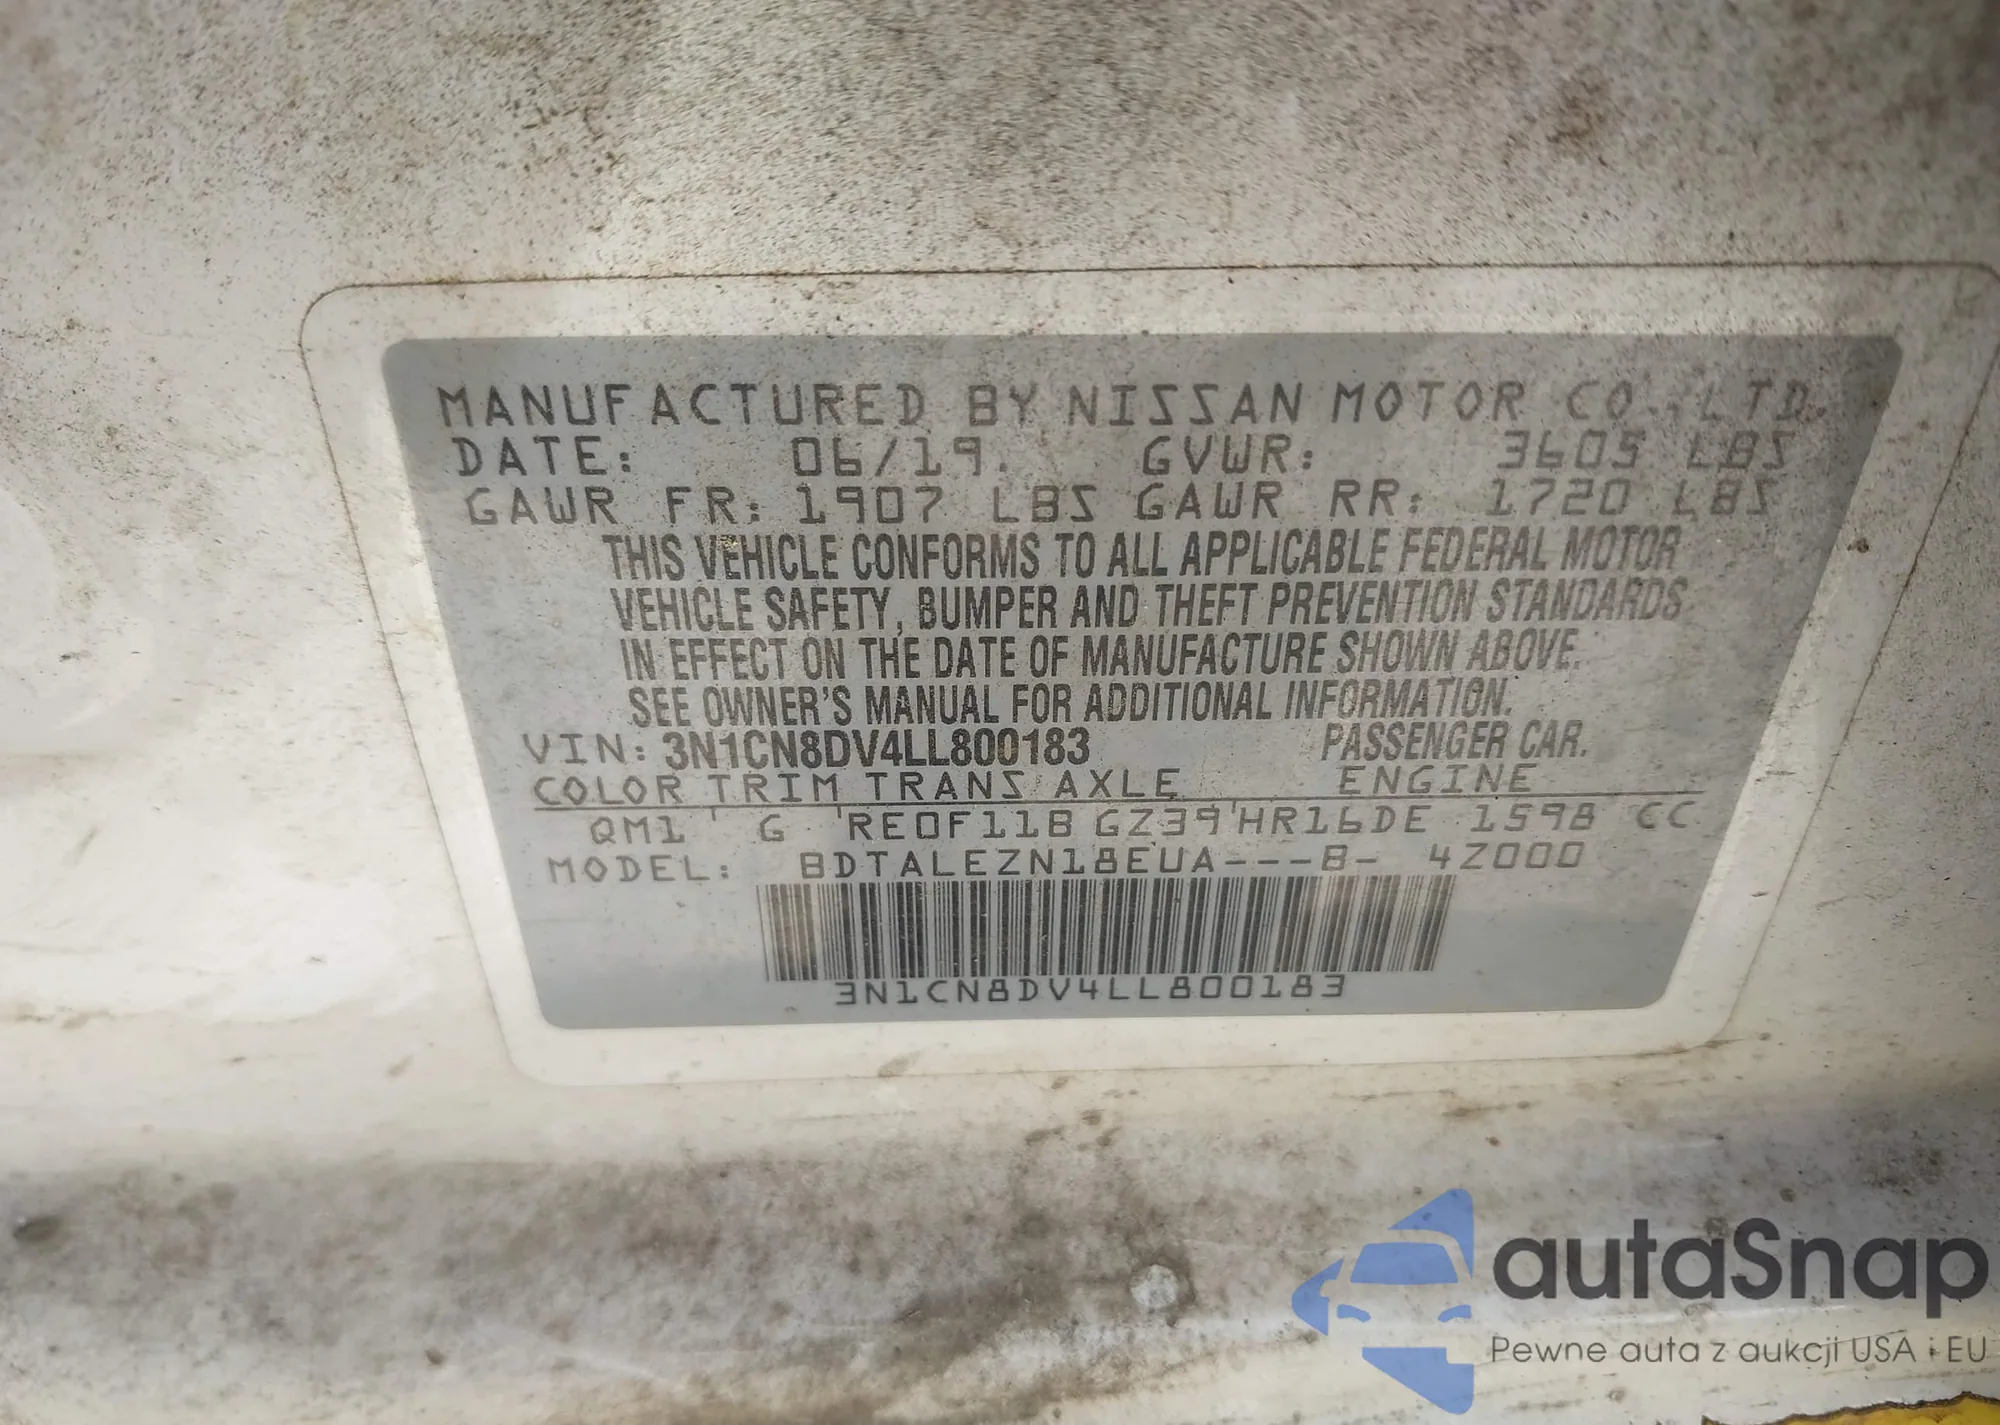 MANUFACTURED BY NISSAN MOTOR CO., LTD.
DATE: 06/19. GVWR: 3605 LBS
GAWR FR: 1907 LBS GAWR RR: 1720 LBS
THIS VEHICLE CONFORMS TO ALL APPLICABLE FEDERAL MOTOR
VEHICLE SAFETY, BUMPER AND THEFT PREVENTION STANDARDS
IN EFFECT ON THE DATE OF MANUFACTURE SHOWN ABOVE.
SEE OWNER'S MANUAL FOR ADDITIONAL INFORMATION.
VIN: 3N1CN8DV4LL800183 PASSENGER CAR.
COLOR TRIM TRANS AXLE ENGINE
QM1 ' G 'RE0F11B GZ39'HR16DE 1598 CC
MODEL: BDTALEZN18EUA---B- 4Z000
3N1CN8DV4LL800183
autaSnap
Pewne auta z aukcji USA i EU